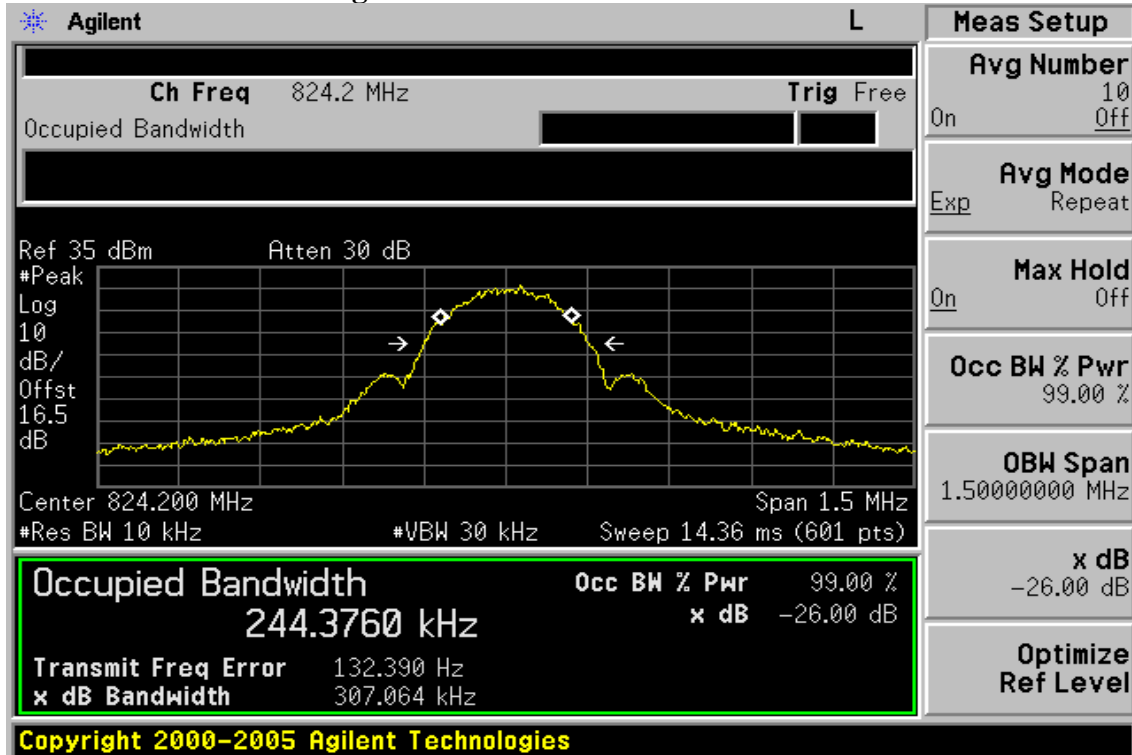 Agilent L
Ch Freq 824.2 MHz Trig Free
Occupied Bandwidth
Ref 35 dBm Atten 30 dB
#Peak
Log
10
dB/
Offst
16.5
dB
Center 824.200 MHz Span 1.5 MHz
#Res BW 10 kHz #VBW 30 kHz Sweep 14.36 ms (601 pts)
Occupied Bandwidth Occ BW % Pwr 99.00 %
244.3760 kHz x dB -26.00 dB
Transmit Freq Error 132.390 Hz
x dB Bandwidth 307.064 kHz
Copyright 2000-2005 Agilent Technologies
Meas Setup
Avg Number
10
On Off
Avg Mode
Exp Repeat
Max Hold
On Off
Occ BW % Pwr
99.00 %
OBW Span
1.50000000 MHz
x dB
-26.00 dB
Optimize
Ref Level